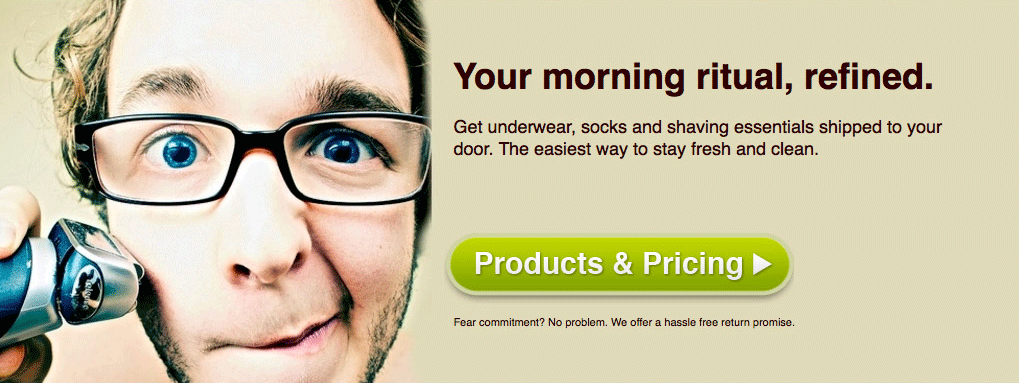 Your morning ritual, refined.
Get underwear, socks and shaving essentials shipped to your
door. The easiest way to stay fresh and clean.
Products & Pricing
Fear commitment? No problem. We offer a hassle free return promise.